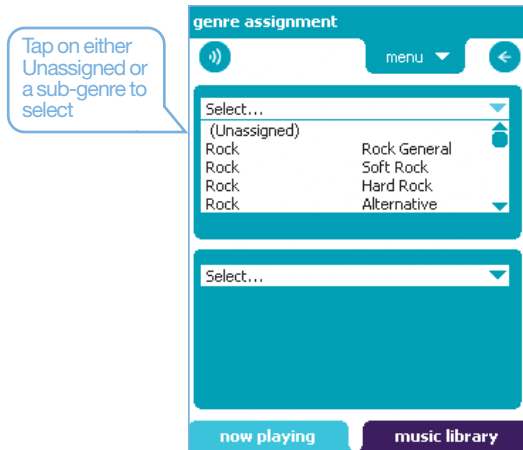 genre assignment
Tap on either
Unassigned or
a sub-genre to
select
menu
Select...
(Unassigned)
Rock Rock General
Rock Soft Rock
Rock Hard Rock
Rock Alternative
Select...
now playing music library